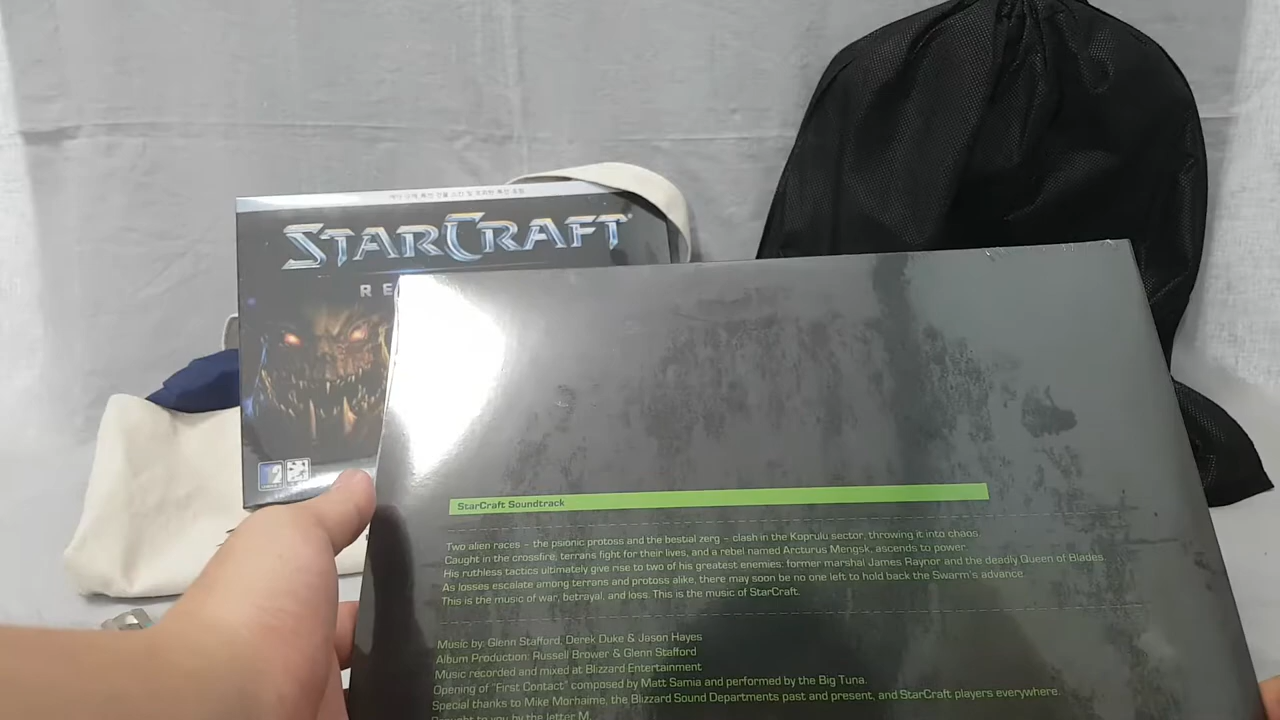 STARCRAFT
RE
StarCraft Soundtrack
Two alien races - the psionic protoss and the bestial zerg - clash in the Koprulu sector, throwing it into chaos.
Caught in the crossfire, terrans fight for their lives, and a rebel named Arcturus Mengsk, ascends to power.
His ruthless tactics ultimately give rise to two of his greatest enemies: former marshal James Raynor and the deadly Queen of Blades.
As losses escalate among terrans and protoss alike, there may soon be no one left to hold back the Swarm's advance.
This is the music of war, betrayal, and loss. This is the music of StarCraft.
Music by: Glenn Stafford, Derek Duke & Jason Hayes
Album Production: Russell Brower & Glenn Stafford
Music recorded and mixed at Blizzard Entertainment
Opening of "First Contact" composed by Matt Samia and performed by the Big Tuna.
Special thanks to Mike Morhaime, the Blizzard Sound Departments past and present, and StarCraft players everywhere.
Brought to you by the letter M.